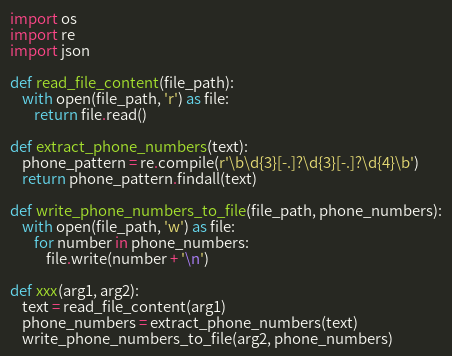 import os
import re
import json

def read_file_content(file_path):
    with open(file_path, 'r') as file:
        return file.read()

def extract_phone_numbers(text):
    phone_pattern = re.compile(r'\b\d{3}[-.]?\d{3}[-.]?\d{4}\b')
    return phone_pattern.findall(text)

def write_phone_numbers_to_file(file_path, phone_numbers):
    with open(file_path, 'w') as file:
        for number in phone_numbers:
            file.write(number + '\n')

def xxx(arg1, arg2):
    text = read_file_content(arg1)
    phone_numbers = extract_phone_numbers(text)
    write_phone_numbers_to_file(arg2, phone_numbers)